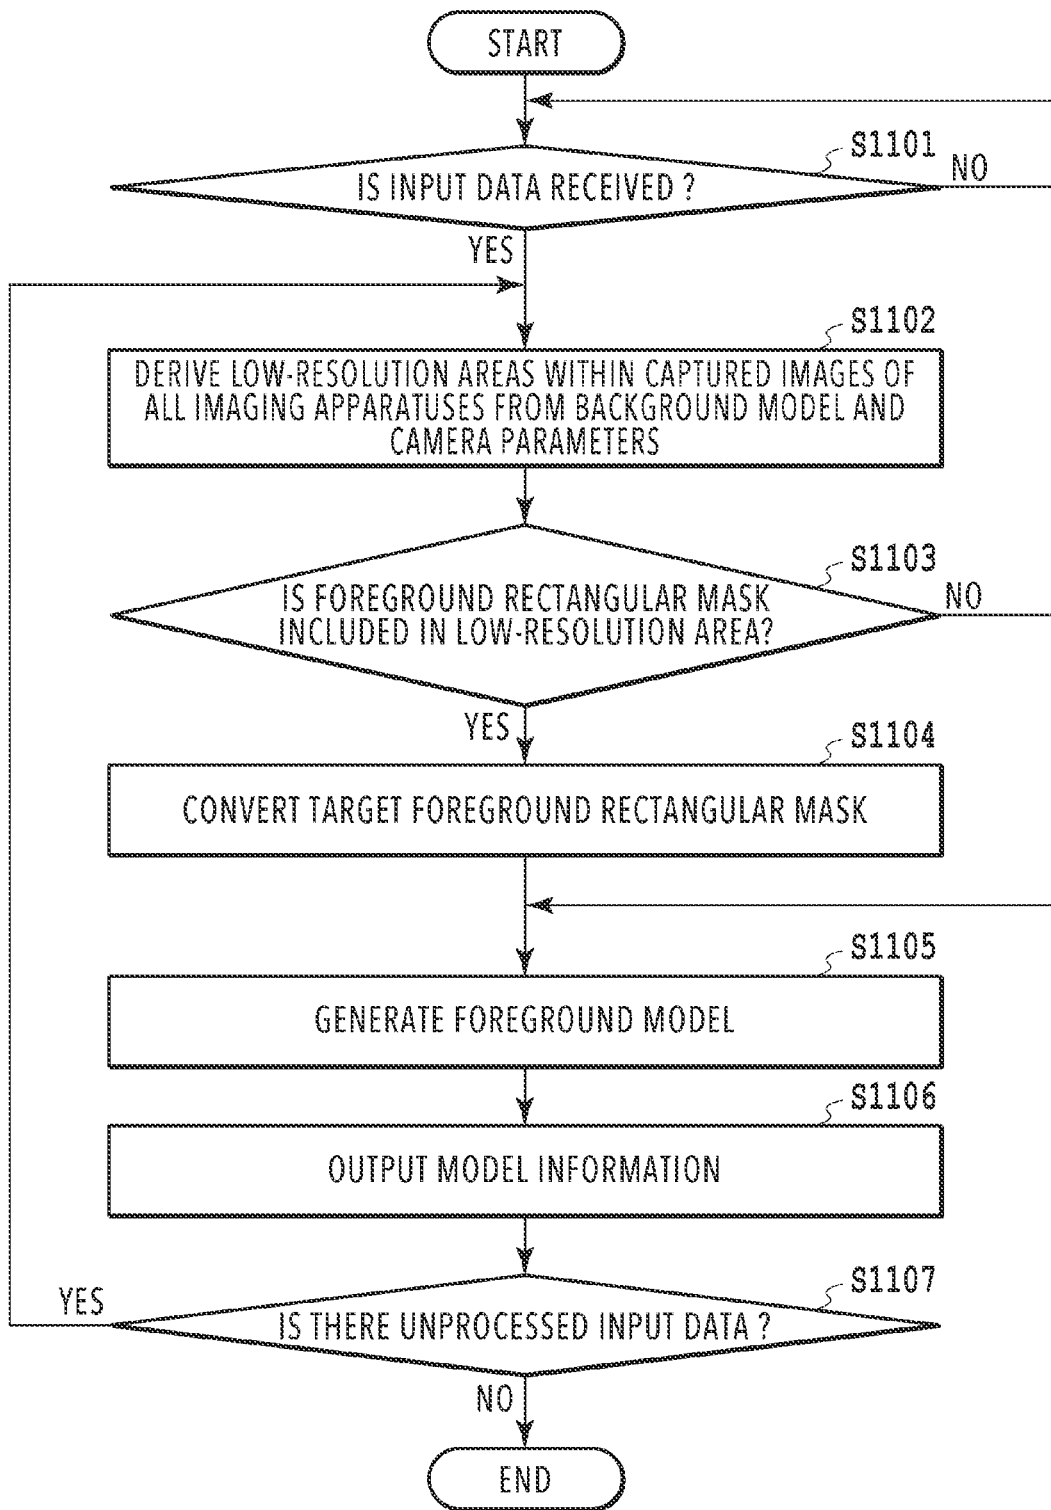 START
S1101
IS INPUT DATA RECEIVED ?
NO
YES
S1102
DERIVE LOW-RESOLUTION AREAS WITHIN CAPTURED IMAGES OF
ALL IMAGING APPARATUSES FROM BACKGROUND MODEL AND
CAMERA PARAMETERS
S1103
IS FOREGROUND RECTANGULAR MASK
INCLUDED IN LOW-RESOLUTION AREA?
NO
YES
S1104
CONVERT TARGET FOREGROUND RECTANGULAR MASK
S1105
GENERATE FOREGROUND MODEL
S1106
OUTPUT MODEL INFORMATION
S1107
YES
IS THERE UNPROCESSED INPUT DATA ?
NO
END